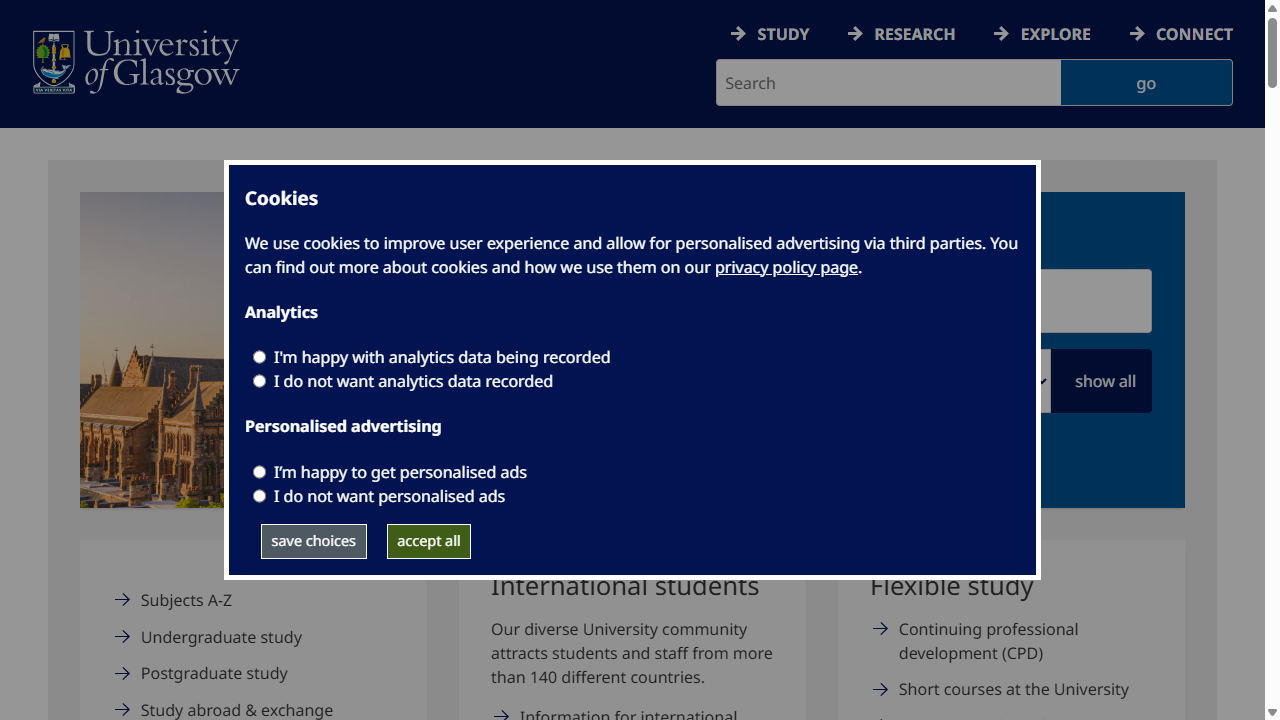 University
of Glasgow
STUDY
RESEARCH
EXPLORE
CONNECT
Search
go
Cookies
We use cookies to improve user experience and allow for personalised advertising via third parties. You
can find out more about cookies and how we use them on our privacy policy page.
Analytics
I'm happy with analytics data being recorded
I do not want analytics data recorded
Personalised advertising
I’m happy to get personalised ads
I do not want personalised ads
save choices
accept all
show all
Subjects A-Z
Undergraduate study
Postgraduate study
Study abroad & exchange
International students
Our diverse University community
attracts students and staff from more
than 140 different countries.
Information for international
Flexible study
Continuing professional
development (CPD)
Short courses at the University